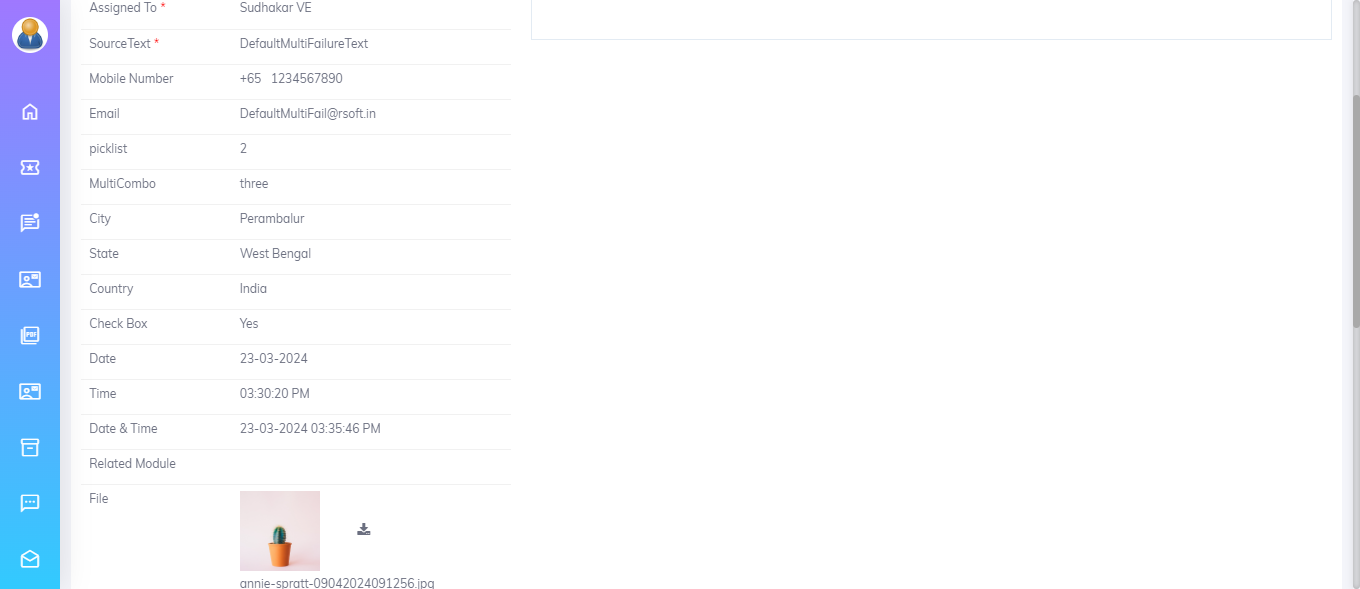 Assigned To * Sudhakar VE
SourceText * DefaultMultiFailureText
Mobile Number +65 1234567890
Email DefaultMultiFail@rsoft.in
picklist 2
MultiCombo three
City Perambalur
State West Bengal
Country India
Check Box Yes
Date 23-03-2024
Time 03:30:20 PM
Date & Time 23-03-2024 03:35:46 PM
Related Module
File
annie-spratt-09042024091256.jpg
PDF